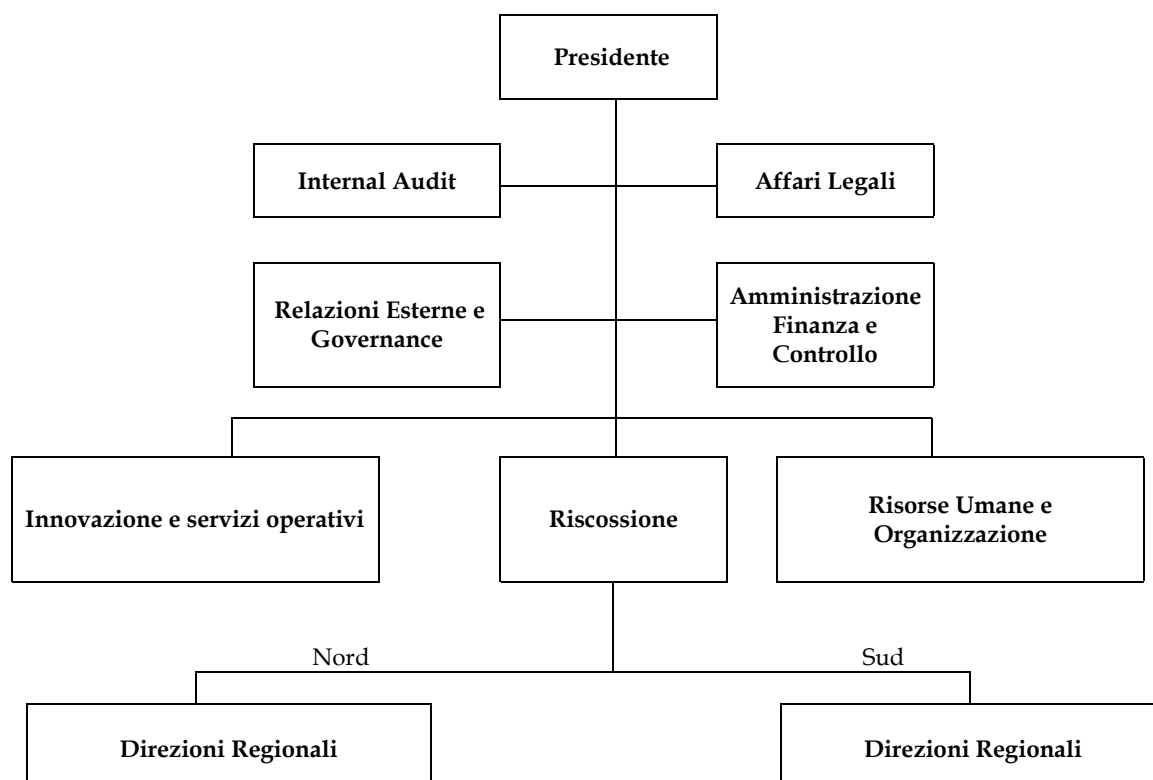 Presidente
Internal Audit
Affari Legali
Relazioni Esterne e
Governance
Amministrazione
Finanza e
Controllo
Innovazione e servizi operativi
Riscossione
Risorse Umane e
Organizzazione
Nord
Sud
Direzioni Regionali
Direzioni Regionali